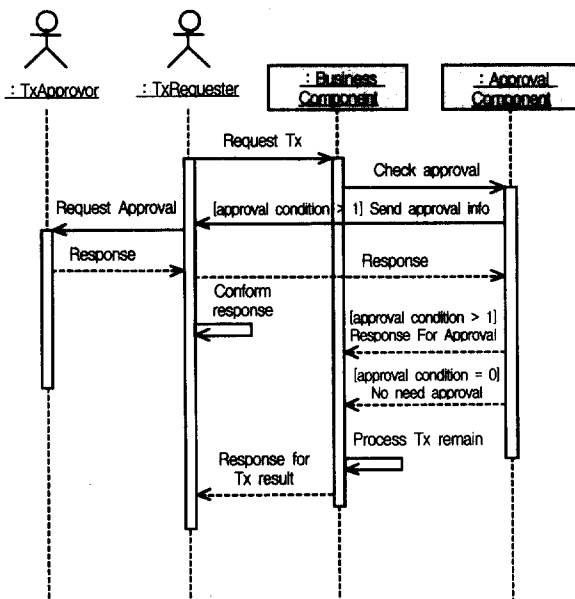 : TxApprovor
: TxRequester
: Business
Component
: Approval
Component
Request Tx
Check approval
Request Approval
[approval condition > 1] Send approval info
Response
Response
Conform
response
[approval condition > 1]
Response For Approval
[approval condition = 0]
No need approval
Process Tx remain
Response for
Tx result